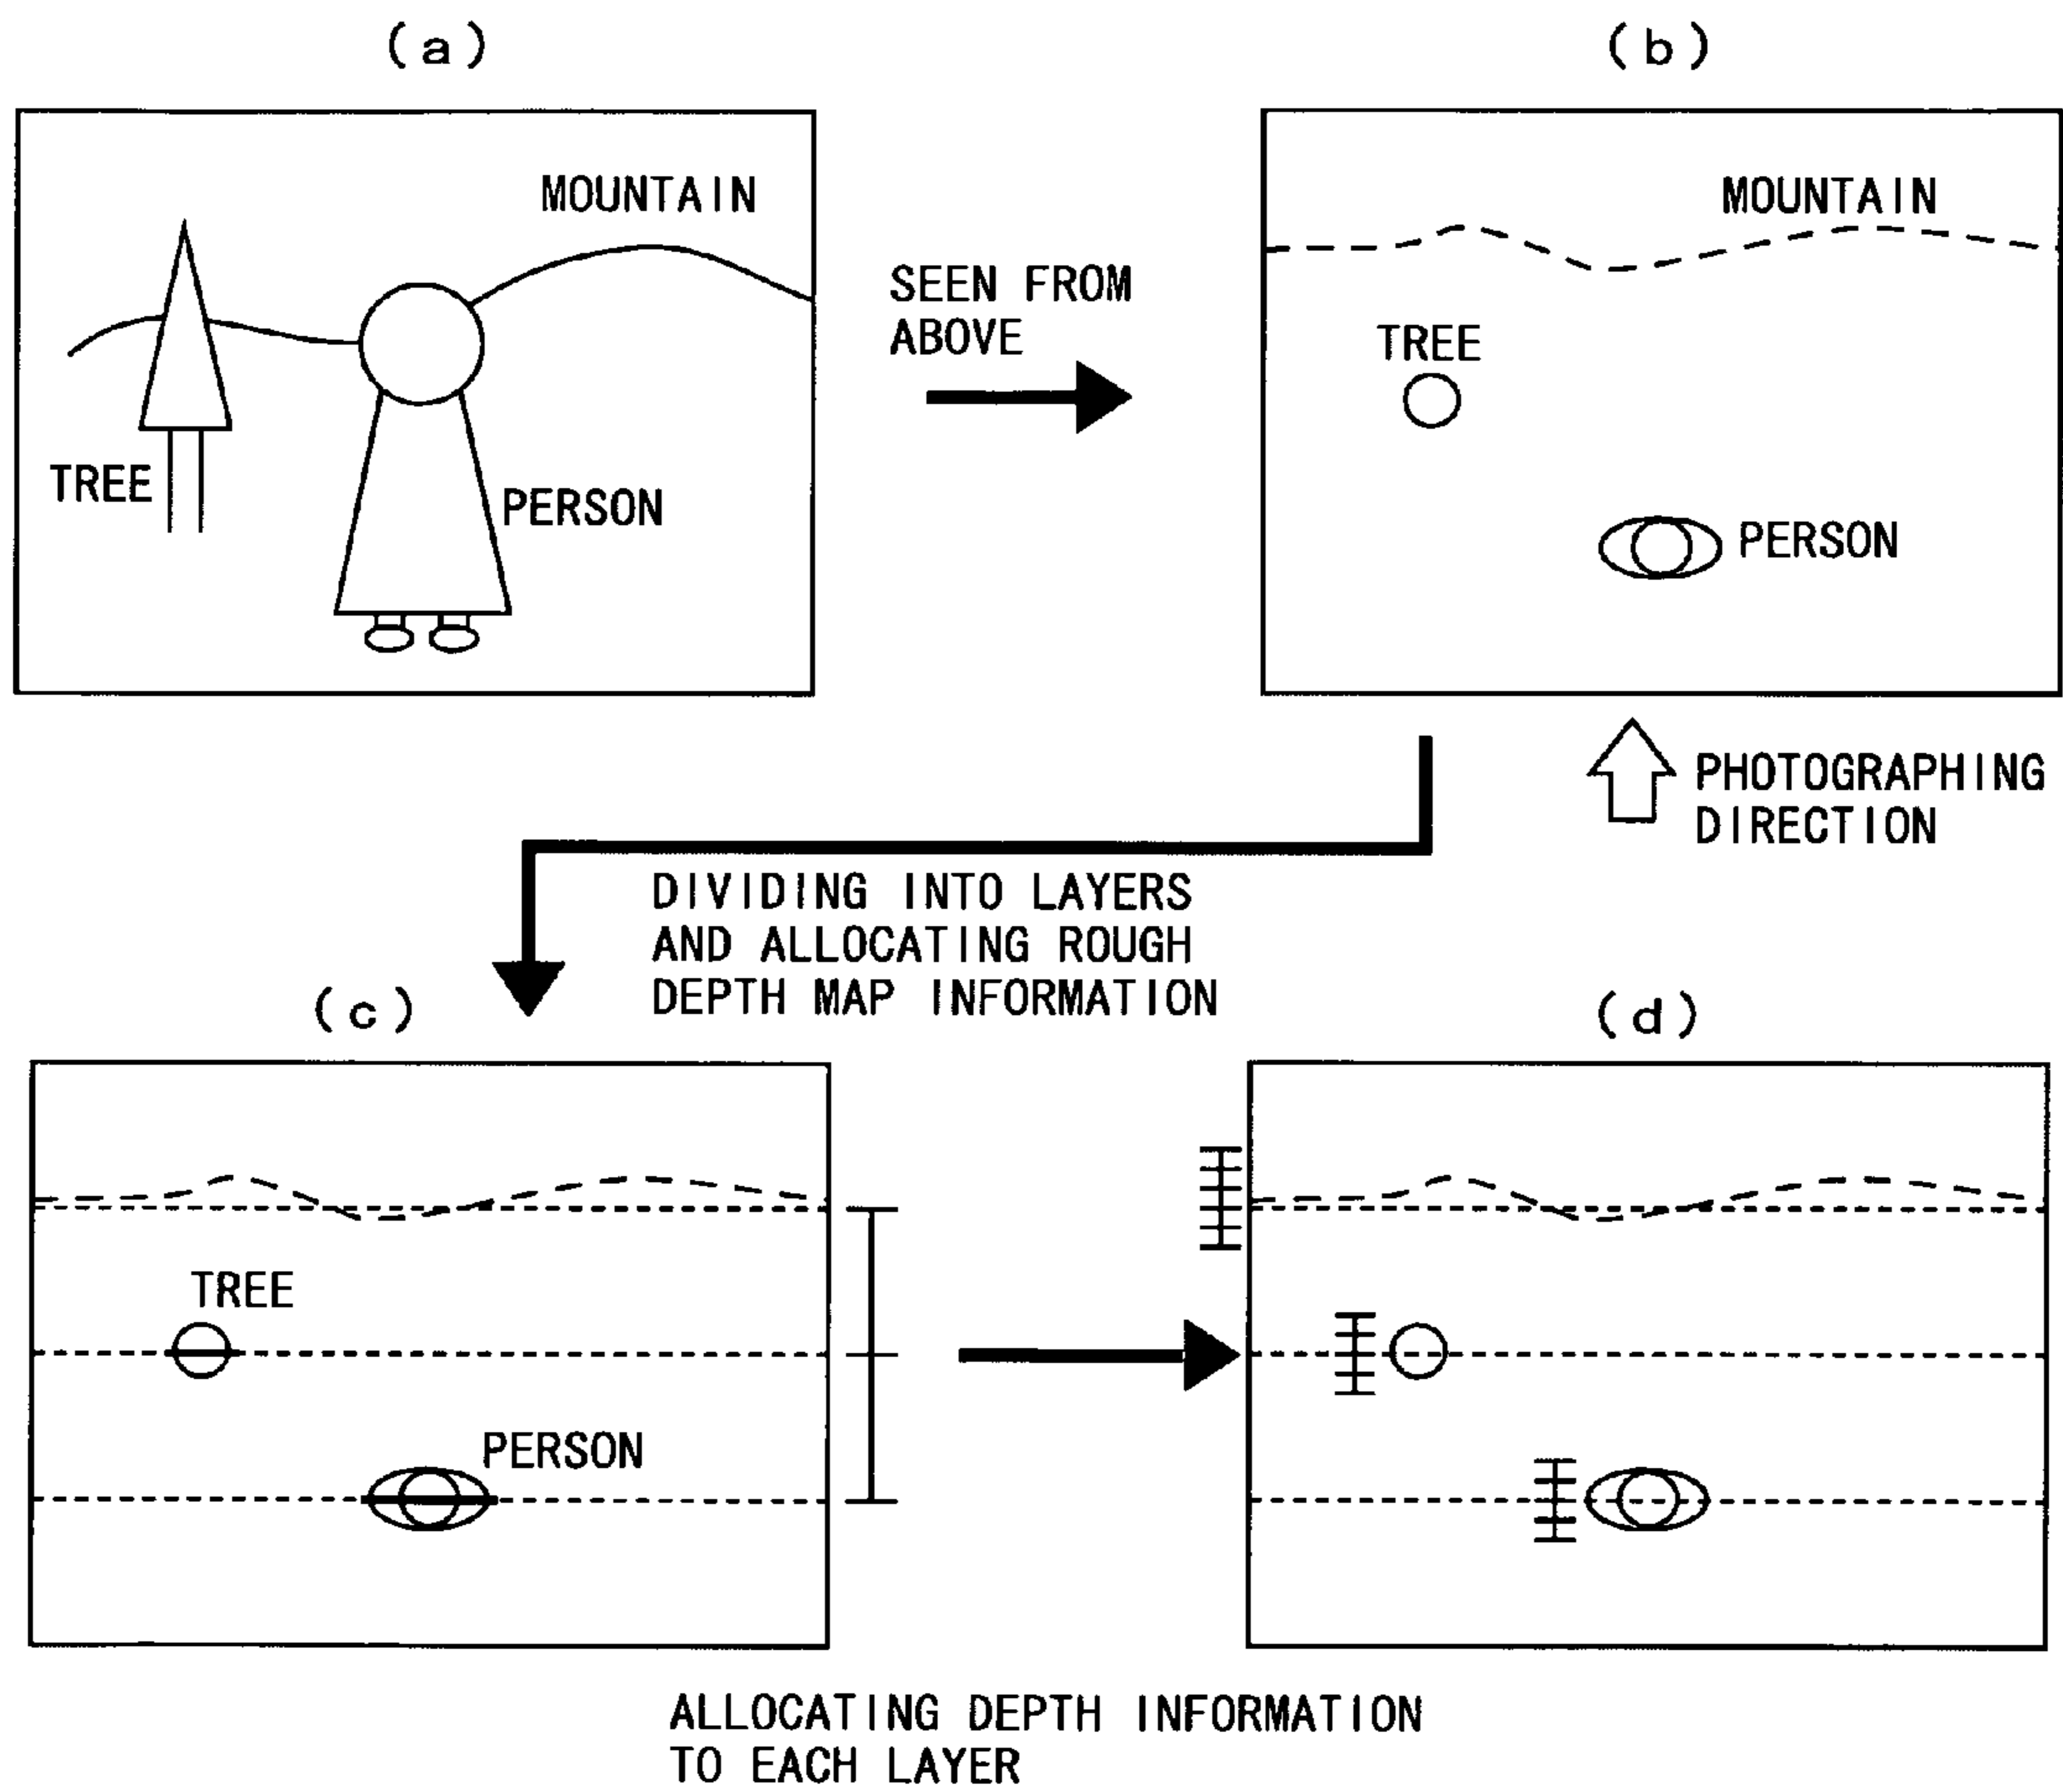 (a)
MOUNTAIN
TREE
PERSON
SEEN FROM
ABOVE
(b)
MOUNTAIN
TREE
PERSON
PHOTOGRAPHING
DIRECTION
DIVIDING INTO LAYERS
AND ALLOCATING ROUGH
DEPTH MAP INFORMATION
(c)
TREE
PERSON
(d)
ALLOCATING DEPTH INFORMATION
TO EACH LAYER